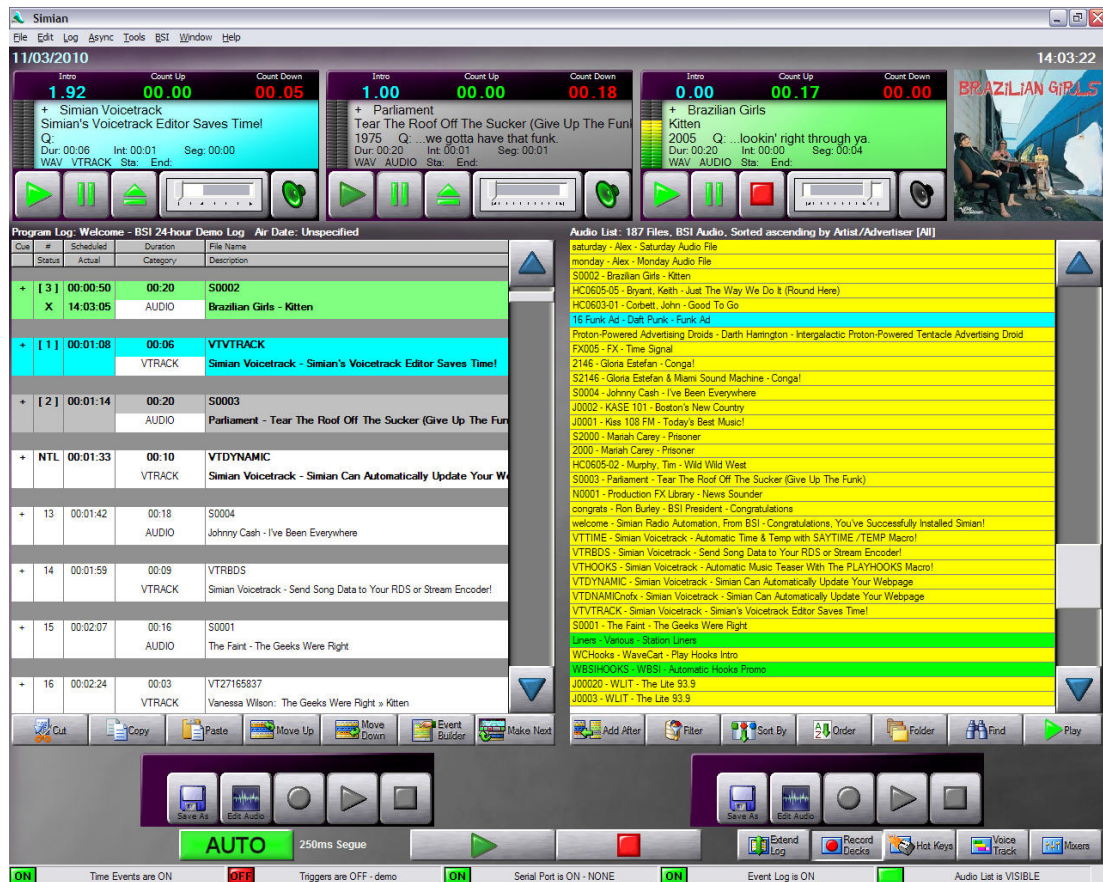 Simian
File Edit Log Async Tools BSI Window Help
11/03/2010
14:03:22
Intro Count Up Count Down
1.92 00.00 00.05
+ Simian Voicetrack
Simian's Voicetrack Editor Saves Time!
Q:
Dur: 00:06 Int: 00:01 Seg: 00:00
WAV VTRACK Sta: End:
Intro Count Up Count Down
1.00 00.00 00.18
+ Parliament
Tear The Roof Off The Sucker (Give Up The Funk
1975 Q: ...we gotta have that funk.
Dur: 00:20 Int: 00:01 Seg: 00:01
WAV AUDIO Sta: End:
Intro Count Up Count Down
0.00 00.17 00.00
+ Brazilian Girls
Kitten
2005 Q: ...lookin' right through ya.
Dur: 00:20 Int: 00:00 Seg: 00:04
WAV AUDIO Sta: End:
BRAZILIAN GIRLS
Program Log: Welcome - BSI 24-hour Demo Log Air Date: Unspecified
Cue # Scheduled Duration File Name
Status Actual Category Description
+ [ 3 ] 00:00:50 00:20 S0002
X 14:03:05 AUDIO Brazilian Girls - Kitten
+ [ 1 ] 00:01:08 00:06 VTVTRACK
VTRACK Simian Voicetrack - Simian's Voicetrack Editor Saves Time!
+ [ 2 ] 00:01:14 00:20 S0003
AUDIO Parliament - Tear The Roof Off The Sucker (Give Up The Fun
+ NTL 00:01:33 00:10 VTDYNAMIC
VTRACK Simian Voicetrack - Simian Can Automatically Update Your W
+ 13 00:01:42 00:18 S0004
AUDIO Johnny Cash - I've Been Everywhere
+ 14 00:01:59 00:09 VTRBDS
VTRACK Simian Voicetrack - Send Song Data to Your RDS or Stream Encoder!
+ 15 00:02:07 00:16 S0001
AUDIO The Faint - The Geeks Were Right
+ 16 00:02:24 00:03 VT27165837
VTRACK Vanessa Wilson: The Geeks Were Right » Kitten
Cut Copy Paste Move Up Move Down Event Builder Make Next
Audio List: 187 Files, BSI Audio, Sorted ascending by Artist/Advertiser [All]
saturday - Alex - Saturday Audio File
monday - Alex - Monday Audio File
S0002 - Brazilian Girls - Kitten
HC0605-05 - Bryant, Keith - Just The Way We Do It (Round Here)
HC0603-01 - Corbett, John - Good To Go
16 Funk Ad - Daft Punk - Funk Ad
Proton-Powered Advertising Droids - Darth Harrington - Intergalactic Proton-Powered Tentacle Advertising Droid
FX005 - FX - Time Signal
2146 - Gloria Estefan - Conga!
S2146 - Gloria Estefan & Miami Sound Machine - Conga!
S0004 - Johnny Cash - I've Been Everywhere
J0002 - KASE 101 - Boston's New Country
J0001 - Kiss 108 FM - Today's Best Music!
S2000 - Mariah Carey - Prisoner
2000 - Mariah Carey - Prisoner
HC0605-02 - Murphy, Tim - Wild Wild West
S0003 - Parliament - Tear The Roof Off The Sucker (Give Up The Funk)
N0001 - Production FX Library - News Sounder
congrats - Ron Burley - BSI President - Congratulations
welcome - Simian Radio Automation, From BSI - Congratulations, You've Successfully Installed Simian!
VTTIME - Simian Voicetrack - Automatic Time & Temp with SAYTIME /TEMP Macro!
VTRBDS - Simian Voicetrack - Send Song Data to Your RDS or Stream Encoder!
VTHOOKS - Simian Voicetrack - Automatic Music Teaser With The PLAYHOOKS Macro!
VTDYNAMIC - Simian Voicetrack - Simian Can Automatically Update Your Webpage
VTDNAMICnofx - Simian Voicetrack - Simian Can Automatically Update Your Webpage
VTVTRACK - Simian Voicetrack - Simian's Voicetrack Editor Saves Time!
S0001 - The Faint - The Geeks Were Right
Liners - Various - Station Liners
WCHooks - WaveCart - Play Hooks Intro
WBSIHOOKS - WBSI - Automatic Hooks Promo
J00020 - WLIT - The Lite 93.9
J0003 - WLIT - The Lite 93.9
Add After Filter Sort By Order Folder Find Play
Save As Edit Audio
Save As Edit Audio
AUTO 250ms Segue
Extend Log Record Decks Hot Keys Voice Track Mixers
ON Time Events are ON OFF Triggers are OFF - demo ON Serial Port is ON - NONE ON Event Log is ON Audio List is VISIBLE